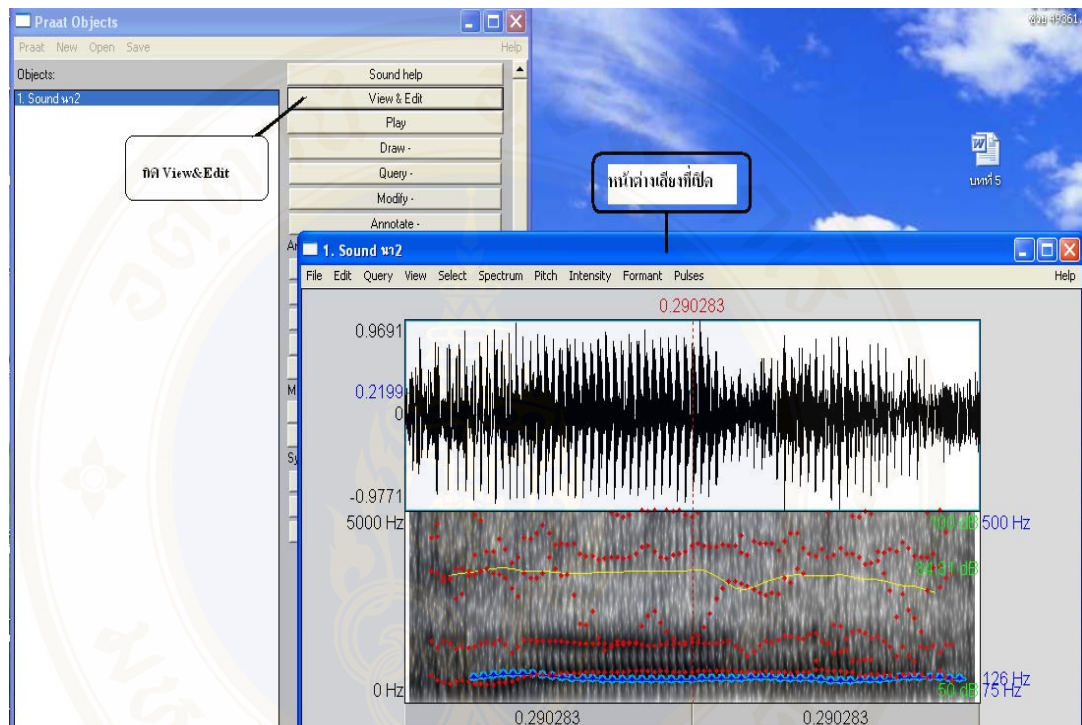 Praat Objects
Praat New Open Save Help
Objects:
1. Sound นา2
Sound help
View & Edit
Play
Draw -
Query -
Modify -
Annotate -
กด View&Edit
หน้าต่างเสียงที่เปิด
บทที่ 5
1. Sound นา2
File Edit Query View Select Spectrum Pitch Intensity Formant Pulses Help
0.290283
0.9691
0.2199
0
-0.9771
5000 Hz
100 dB 500 Hz
0 Hz
126 Hz
50 dB 75 Hz
0.290283 0.290283